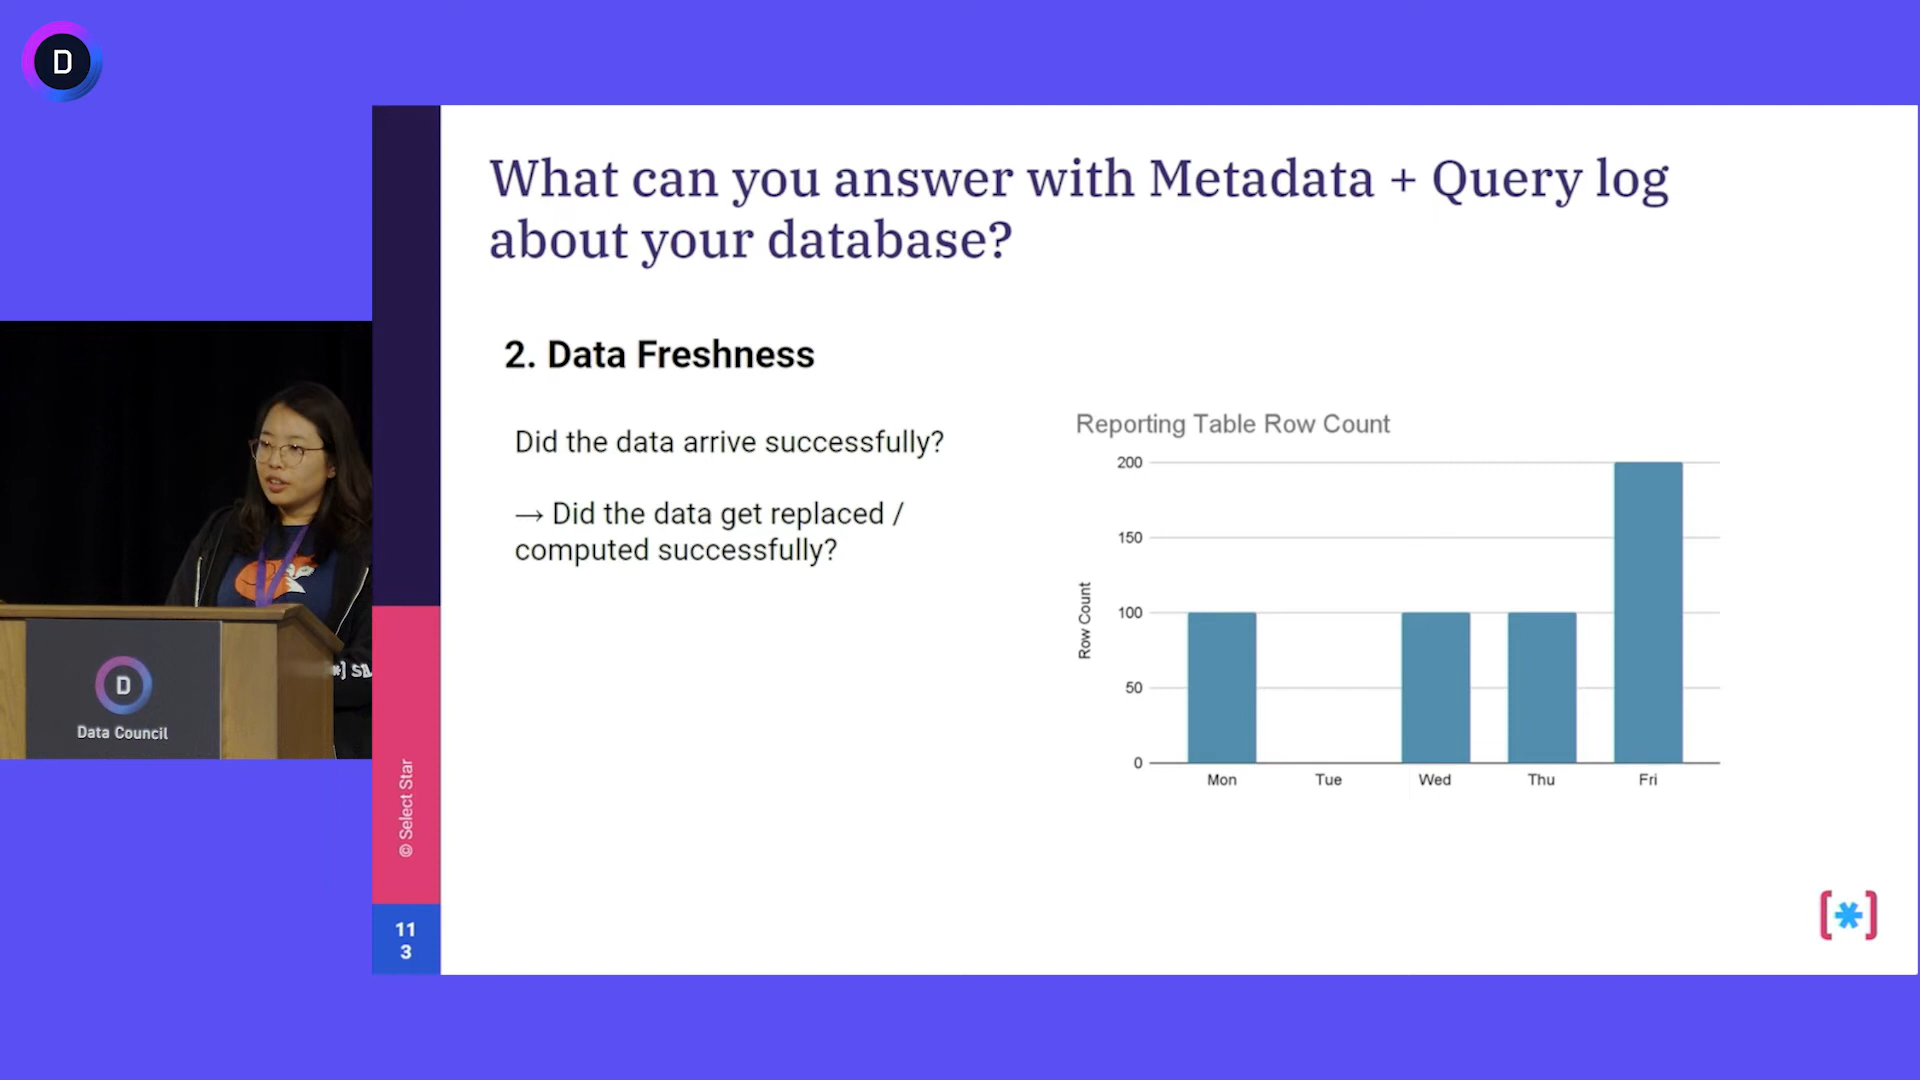 D
What can you answer with Metadata + Query log
about your database?
2. Data Freshness
Did the data arrive successfully?
→ Did the data get replaced /
computed successfully?
Reporting Table Row Count
Row Count
200
150
100
50
0
Mon
Tue
Wed
Thu
Fri
D
Data Council
© Select Star
11
3
[*]